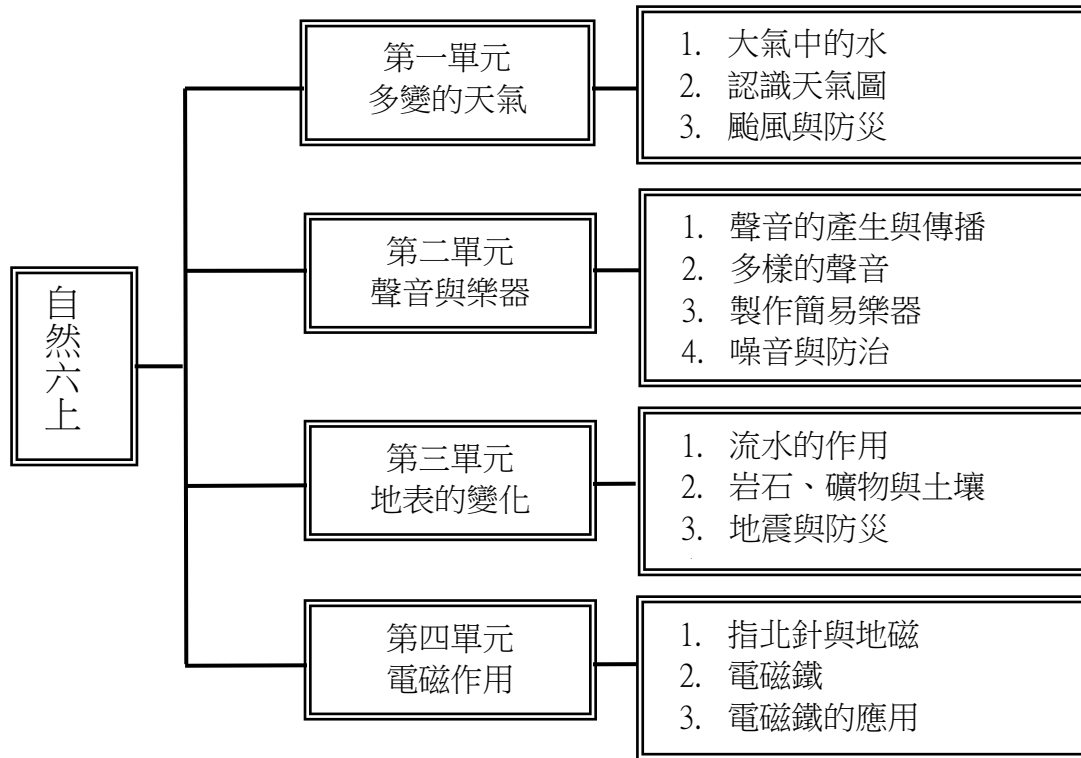 自然六上
第一單元
多變的天氣
1. 大氣中的水
2. 認識天氣圖
3. 颱風與防災
第二單元
聲音與樂器
1. 聲音的產生與傳播
2. 多樣的聲音
3. 製作簡易樂器
4. 噪音與防治
第三單元
地表的變化
1. 流水的作用
2. 岩石、礦物與土壤
3. 地震與防災
第四單元
電磁作用
1. 指北針與地磁
2. 電磁鐵
3. 電磁鐵的應用